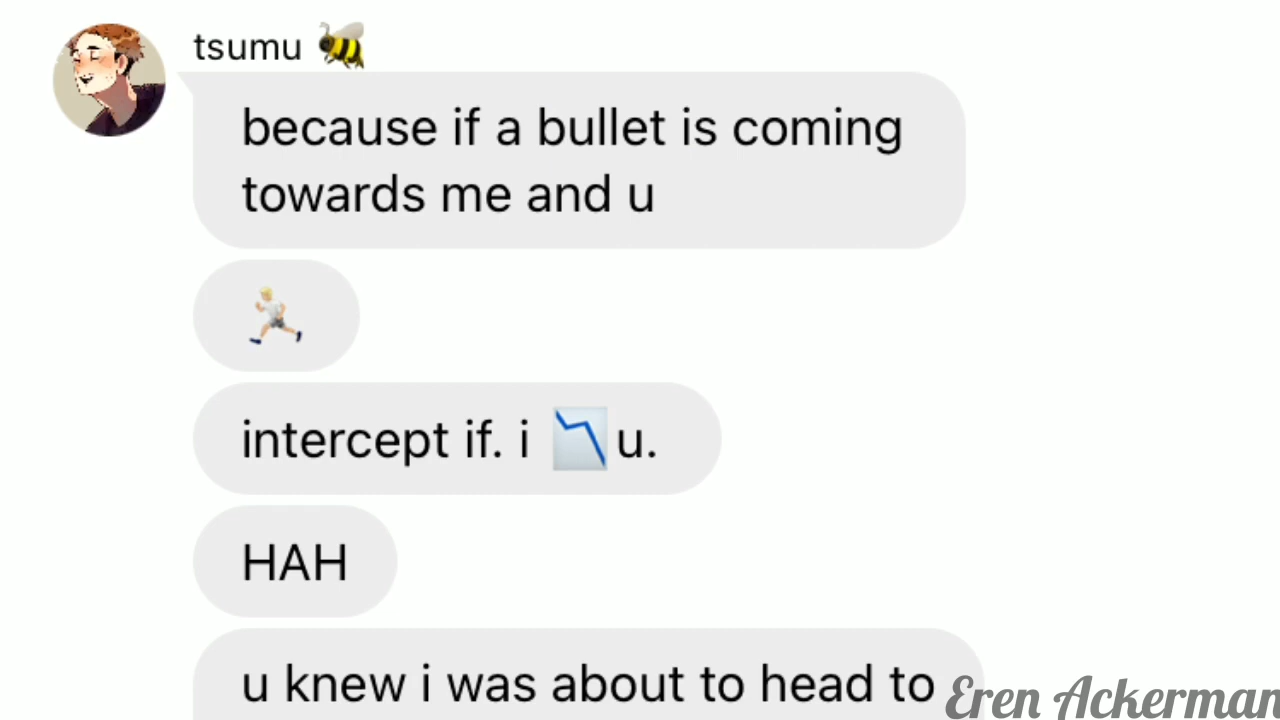 tsumu 🐝
because if a bullet is coming
towards me and u
🏃🏼
intercept if. i 📉u.
HAH
u knew i was about to head to
Eren Ackerman